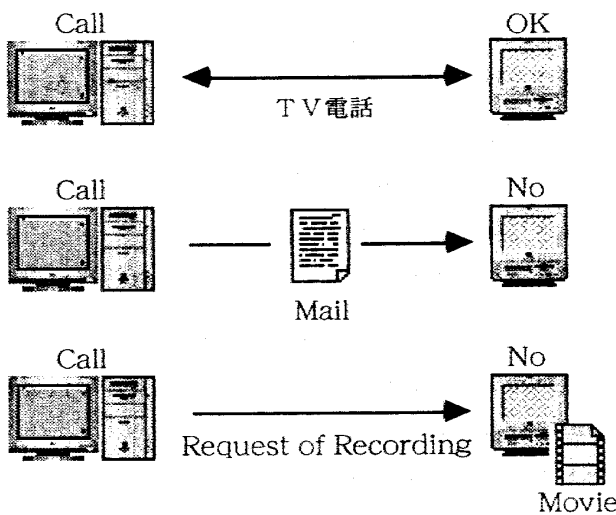 Call OK
ＴＶ電話
Call No
Mail
Call No
Request of Recording
Movie